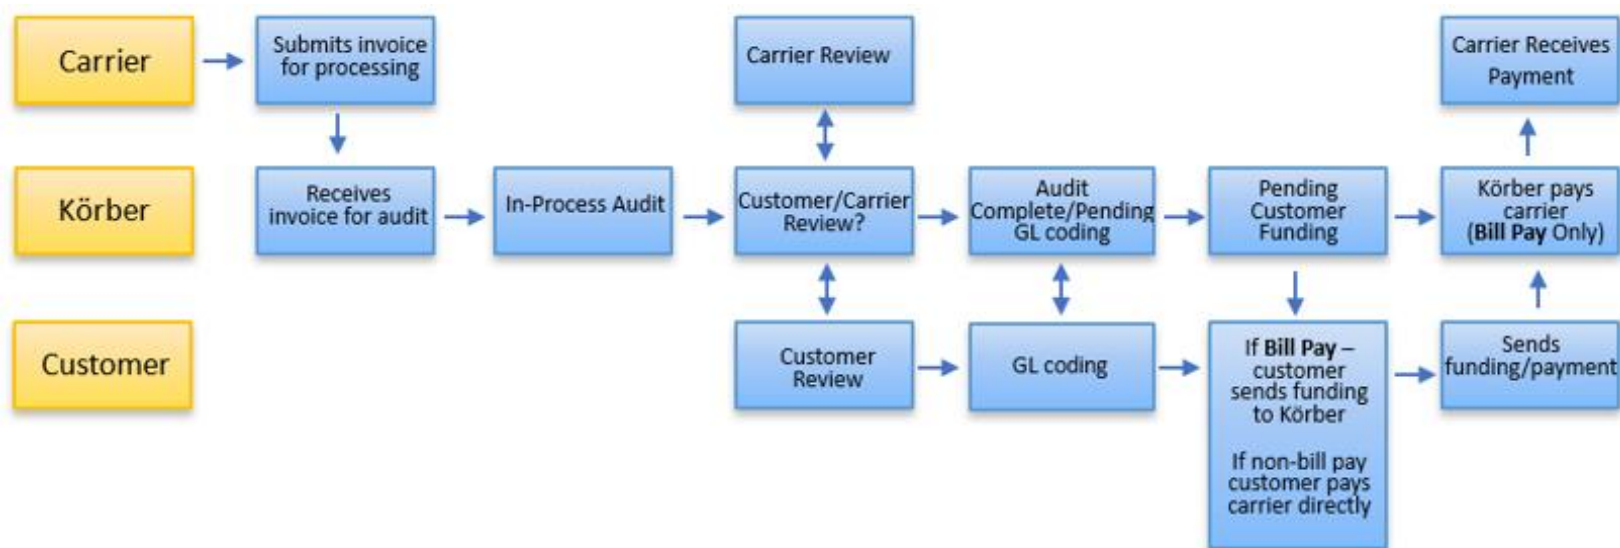 Carrier
Submits invoice
for processing
Carrier Review
Carrier Receives
Payment
Körber
Receives
invoice for audit
In-Process Audit
Customer/Carrier
Review?
Audit
Complete/Pending
GL coding
Pending
Customer
Funding
Körber pays
carrier
(Bill Pay Only)
Customer
Customer
Review
GL coding
If Bill Pay –
customer
sends funding
to Körber
If non-bill pay
customer pays
carrier directly
Sends
funding/payment